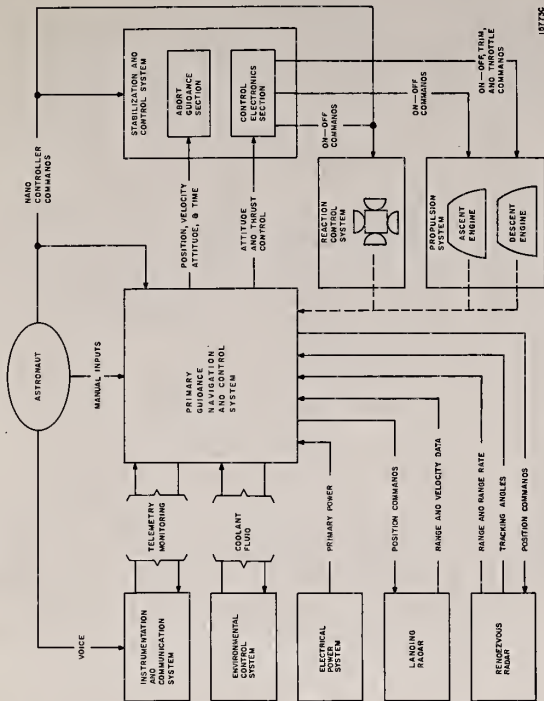 ASTRONAUT
VOICE
MANUAL INPUTS
NANO
CONTROLLER
COMMANDS
STABILIZATION AND
CONTROL SYSTEM
ABORT
GUIDANCE
SECTION
CONTROL
ELECTRONICS
SECTION
INSTRUMENTATION
AND
COMMUNICATION
SYSTEM
TELEMETRY
MONITORING
ENVIRONMENTAL
CONTROL
SYSTEM
COOLANT
FLUID
PRIMARY
GUIDANCE
NAVIGATION
AND CONTROL
SYSTEM
POSITION, VELOCITY
ATTITUDE, & TIME
ATTITUDE
AND THRUST
CONTROL
ON—OFF
COMMANDS
ON—OFF
COMMANDS
ON—OFF, TRIM,
AND THROTTLE
COMMANDS
ELECTRICAL
POWER
SYSTEM
PRIMARY POWER
REACTION
CONTROL
SYSTEM
LANDING
RADAR
POSITION COMMANDS
RANGE AND VELOCITY DATA
PROPULSION
SYSTEM
ASCENT
ENGINE
DESCENT
ENGINE
RENDEZVOUS
RADAR
RANGE AND RANGE RATE
TRACKING ANGLES
POSITION COMMANDS
15773C